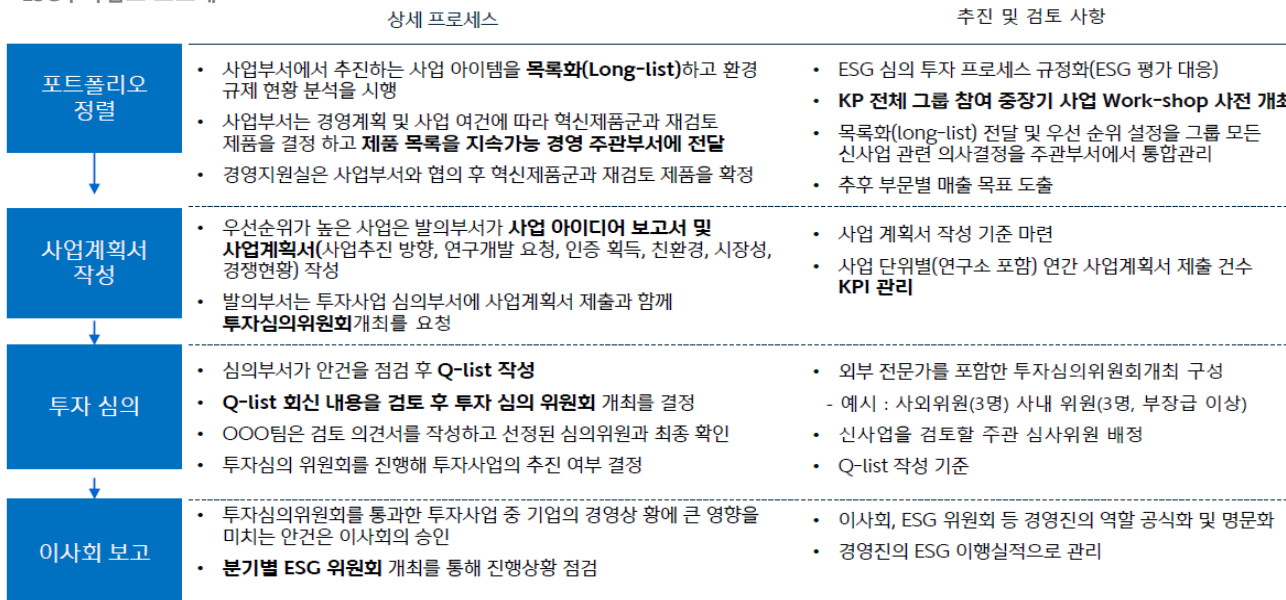 상세 프로세스
추진 및 검토 사항
포트폴리오
정렬
• 사업부서에서 추진하는 사업 아이템을 목록화(Long-list)하고 환경
규제 현황 분석을 시행
• 사업부서는 경영계획 및 사업 여건에 따라 혁신제품군과 재검토
제품을 결정 하고 제품 목록을 지속가능 경영 주관부서에 전달
• 경영지원실은 사업부서와 협의 후 혁신제품군과 재검토 제품을 확정
• ESG 심의 투자 프로세스 규정화(ESG 평가 대응)
• KP 전체 그룹 참여 중장기 사업 Work-shop 사전 개최
• 목록화(long-list) 전달 및 우선 순위 설정을 그룹 모든
신사업 관련 의사결정을 주관부서에서 통합관리
• 추후 부문별 매출 목표 도출
사업계획서
작성
• 우선순위가 높은 사업은 발의부서가 사업 아이디어 보고서 및
사업계획서(사업추진 방향, 연구개발 요청, 인증 획득, 친환경, 시장성,
경쟁현황) 작성
• 발의부서는 투자사업 심의부서에 사업계획서 제출과 함께
투자심의위원회개최를 요청
• 사업 계획서 작성 기준 마련
• 사업 단위별(연구소 포함) 연간 사업계획서 제출 건수
KPI 관리
투자 심의
• 심의부서가 안건을 점검 후 Q-list 작성
• Q-list 회신 내용을 검토 후 투자 심의 위원회 개최를 결정
• OOO팀은 검토 의견서를 작성하고 선정된 심의위원과 최종 확인
• 투자심의 위원회를 진행해 투자사업의 추진 여부 결정
• 외부 전문가를 포함한 투자심의위원회개최 구성
- 예시 : 사외위원(3명) 사내 위원(3명, 부장급 이상)
• 신사업을 검토할 주관 심사위원 배정
• Q-list 작성 기준
이사회 보고
• 투자심의위원회를 통과한 투자사업 중 기업의 경영상 황에 큰 영향을
미치는 안건은 이사회의 승인
• 분기별 ESG 위원회 개최를 통해 진행상황 점검
• 이사회, ESG 위원회 등 경영진의 역할 공식화 및 명문화
• 경영진의 ESG 이행실적으로 관리